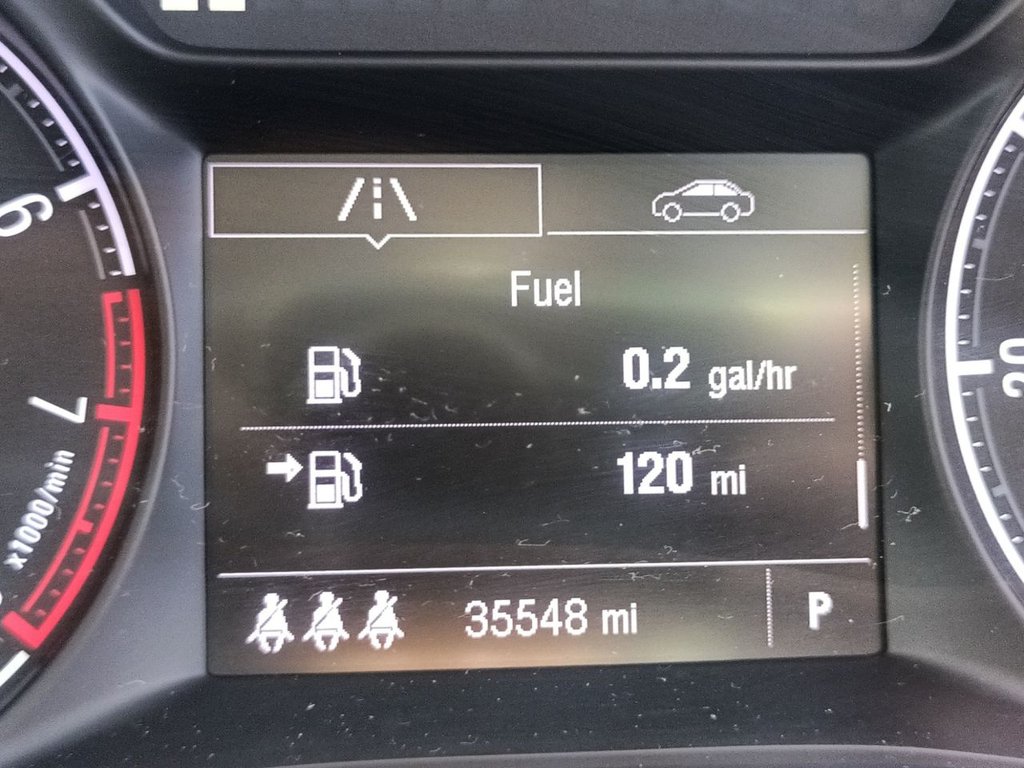 Fuel
0.2 gal/hr
120 mi
35548 mi P
6
7
x1000/min
20